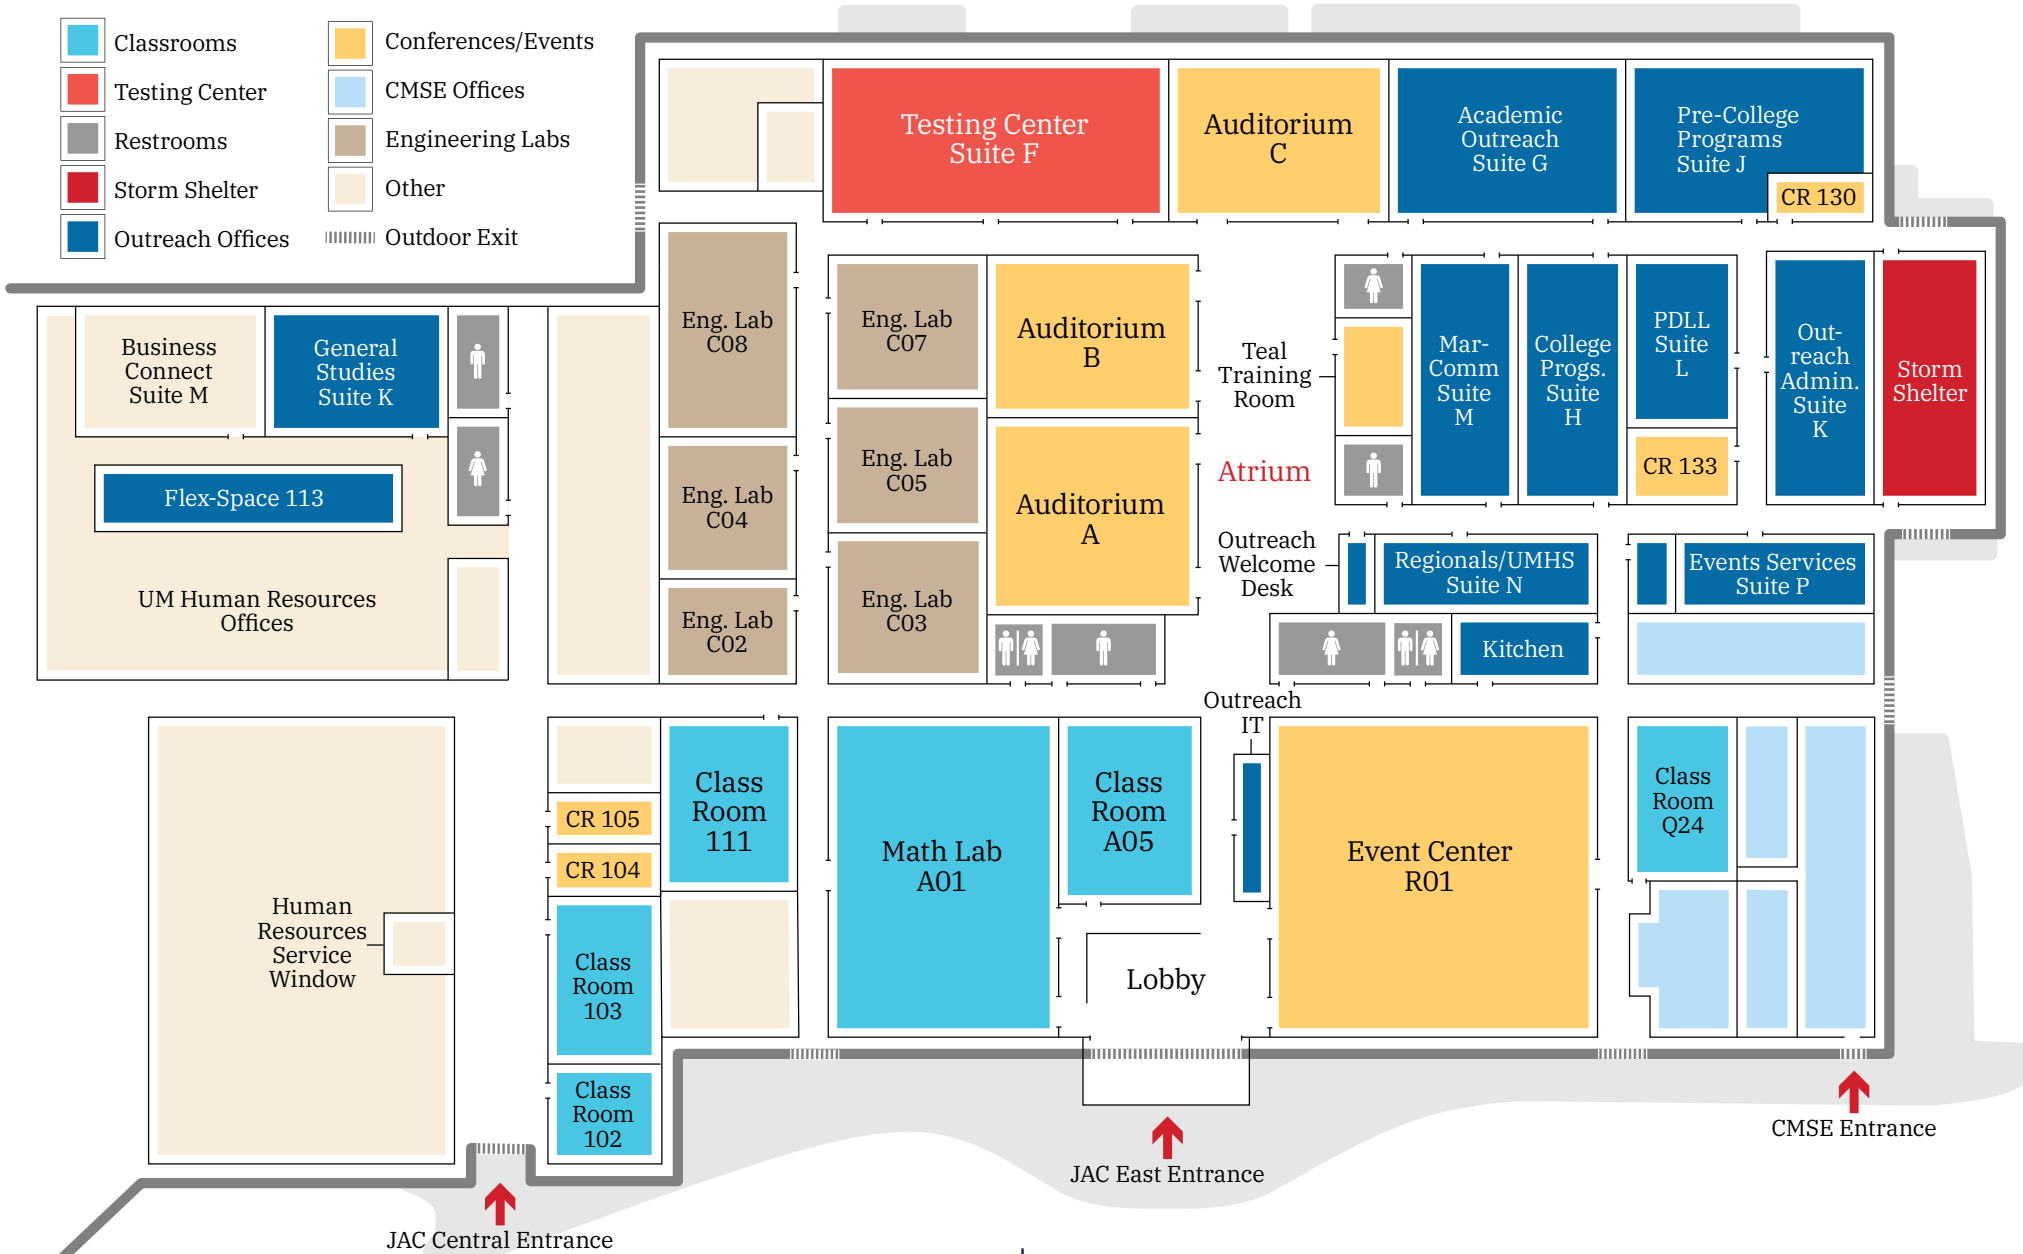 Classrooms
Testing Center
Restrooms
Storm Shelter
Outreach Offices
Conferences/Events
CMSE Offices
Engineering Labs
Other
Outdoor Exit
Testing Center
Suite F
Auditorium
C
Academic
Outreach
Suite G
Pre-College
Programs
Suite J
CR 130
Business
Connect
Suite M
General
Studies
Suite K
Flex-Space 113
UM Human Resources
Offices
Eng. Lab
C08
Eng. Lab
C04
Eng. Lab
C02
Eng. Lab
C07
Eng. Lab
C05
Eng. Lab
C03
Auditorium
B
Auditorium
A
Teal
Training
Room
Atrium
Mar-
Comm
Suite
M
College
Progs.
Suite
H
PDLL
Suite
L
CR 133
Out-
reach
Admin.
Suite
K
Storm
Shelter
Outreach
Welcome
Desk
Regionals/UMHS
Suite N
Events Services
Suite P
Kitchen
Outreach
IT
Human
Resources
Service
Window
CR 105
CR 104
Class
Room
111
Class
Room
103
Class
Room
102
Math Lab
A01
Class
Room
A05
Lobby
Event Center
R01
Class
Room
Q24
CMSE Entrance
JAC East Entrance
JAC Central Entrance